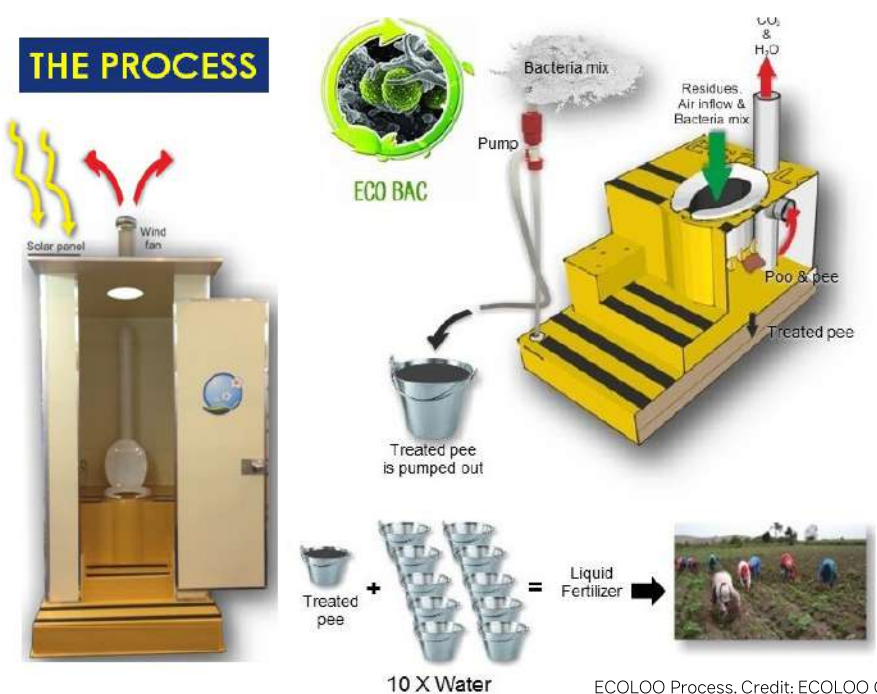 THE PROCESS
ECO BAC
Bacteria mix
Pump
CO₂
&
H₂O
Residues.
Air inflow &
Bacteria mix
Solar panel
Wind
fan
Poo & pee
Treated pee
Treated pee
is pumped out
Treated
pee
+
=
Liquid
Fertilizer
10 X Water
ECOLOO Process. Credit: ECOLOO